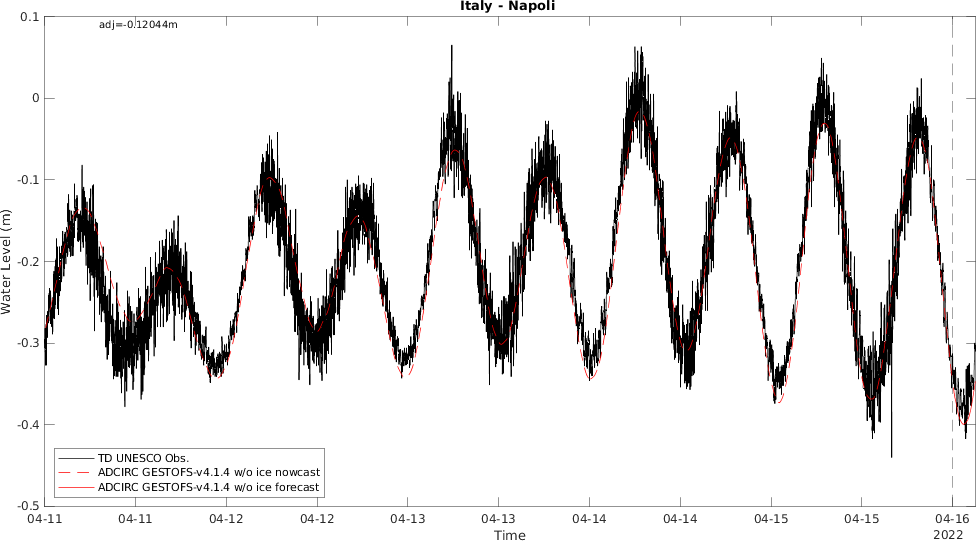 Italy - Napoli
adj=-0.12044m
0.1
0
-0.1
-0.2
-0.3
-0.4
-0.5
Water Level (m)
TD UNESCO Obs.
ADCIRC GESTOFS-v4.1.4 w/o ice nowcast
ADCIRC GESTOFS-v4.1.4 w/o ice forecast
04-11 04-11 04-12 04-12 04-13 04-13 04-14 04-14 04-15 04-15 04-16
Time
2022